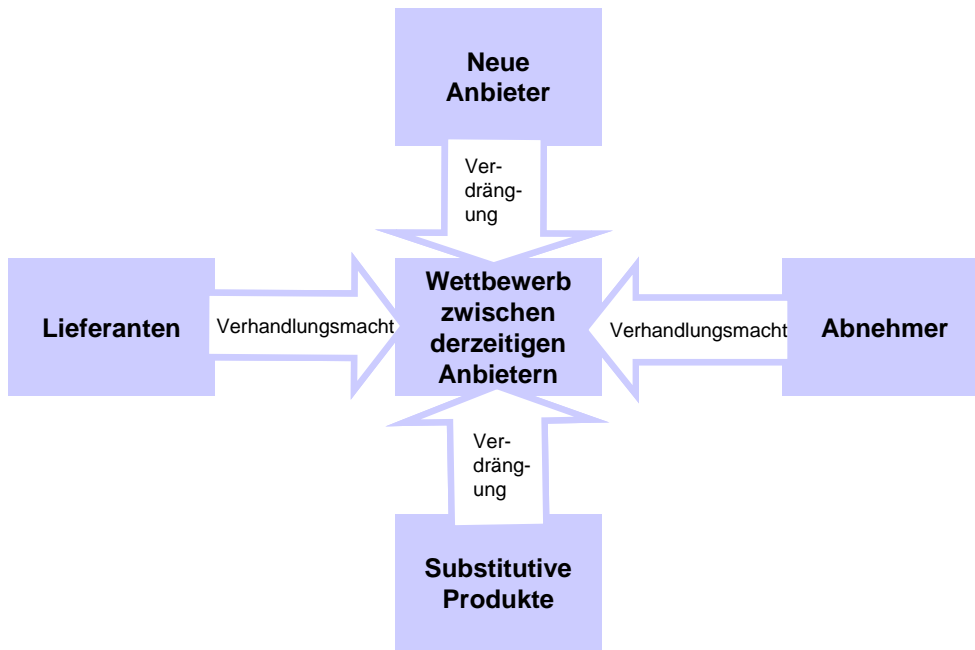 Neue
Anbieter
Ver-
dräng-
ung
Lieferanten
Verhandlungsmacht
Wettbewerb
zwischen
derzeitigen
Anbietern
Verhandlungsmacht
Abnehmer
Ver-
dräng-
ung
Substitutive
Produkte